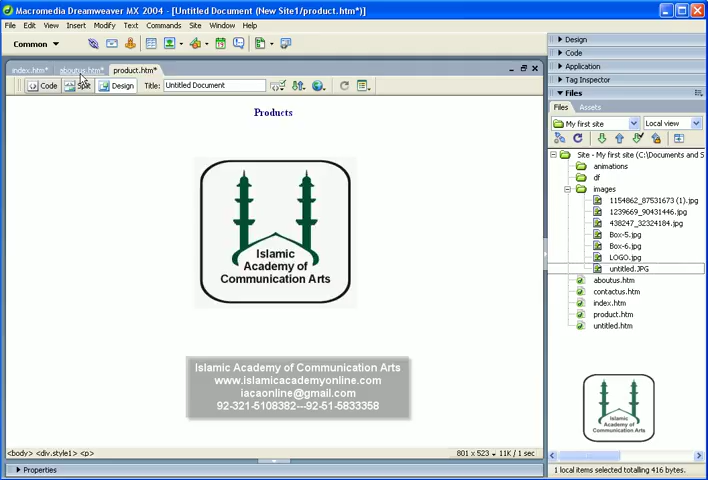 Macromedia Dreamweaver MX 2004 - [Untitled Document (New Site1/product.htm*)]
File Edit View Insert Modify Text Commands Site Window Help
Common
index.htm* aboutus.htm* product.htm*
Code Split Design Title: Untitled Document
Products
Islamic
Academy of
Communication Arts
Islamic Academy of Communication Arts
www.islamicacademyonline.com
iacaonline@gmail.com
92-321-5108382---92-51-5833358
<body> <div.style1> <p> 801 x 523 11K / 1 sec
Properties
Design
Code
Application
Tag Inspector
Files
Files Assets
My first site Local view
Site - My first site (C:\Documents and S
animations
df
images
1154862_87531673 (1).jpg
1239669_90431446.jpg
438247_32324184.jpg
Box-5.jpg
Box-6.jpg
LOGO.jpg
untitled.JPG
aboutus.htm
contactus.htm
index.htm
product.htm
untitled.htm
Islamic
Academy of
Communication Arts
1 local items selected totalling 416 bytes.